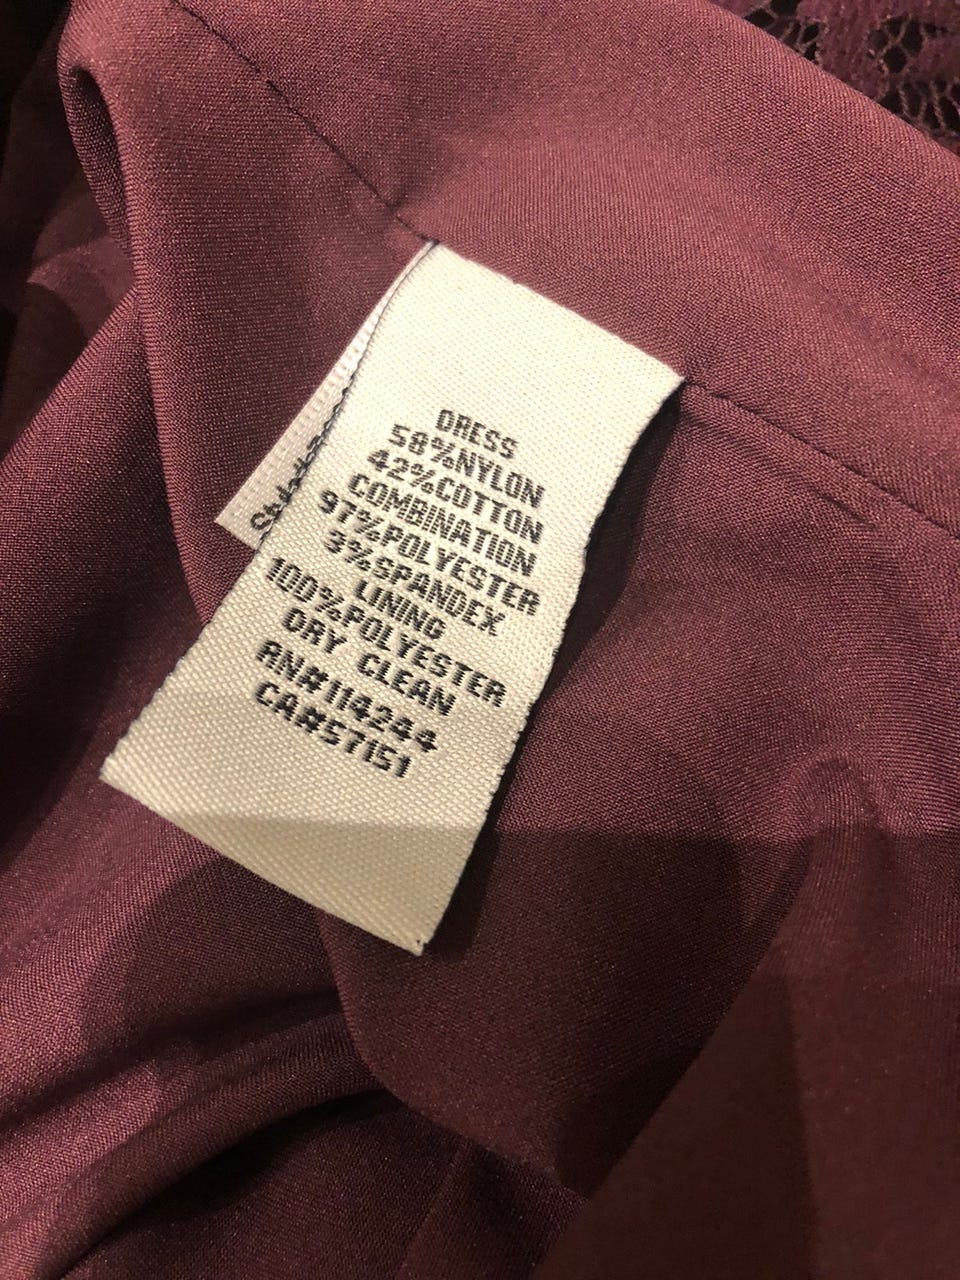 DRESS
58%NYLON
42%COTTON
COMBINATION
97%POLYESTER
3%SPANDEX
LINING
100%POLYESTER
DRY CLEAN
RN#114244
CA#57151